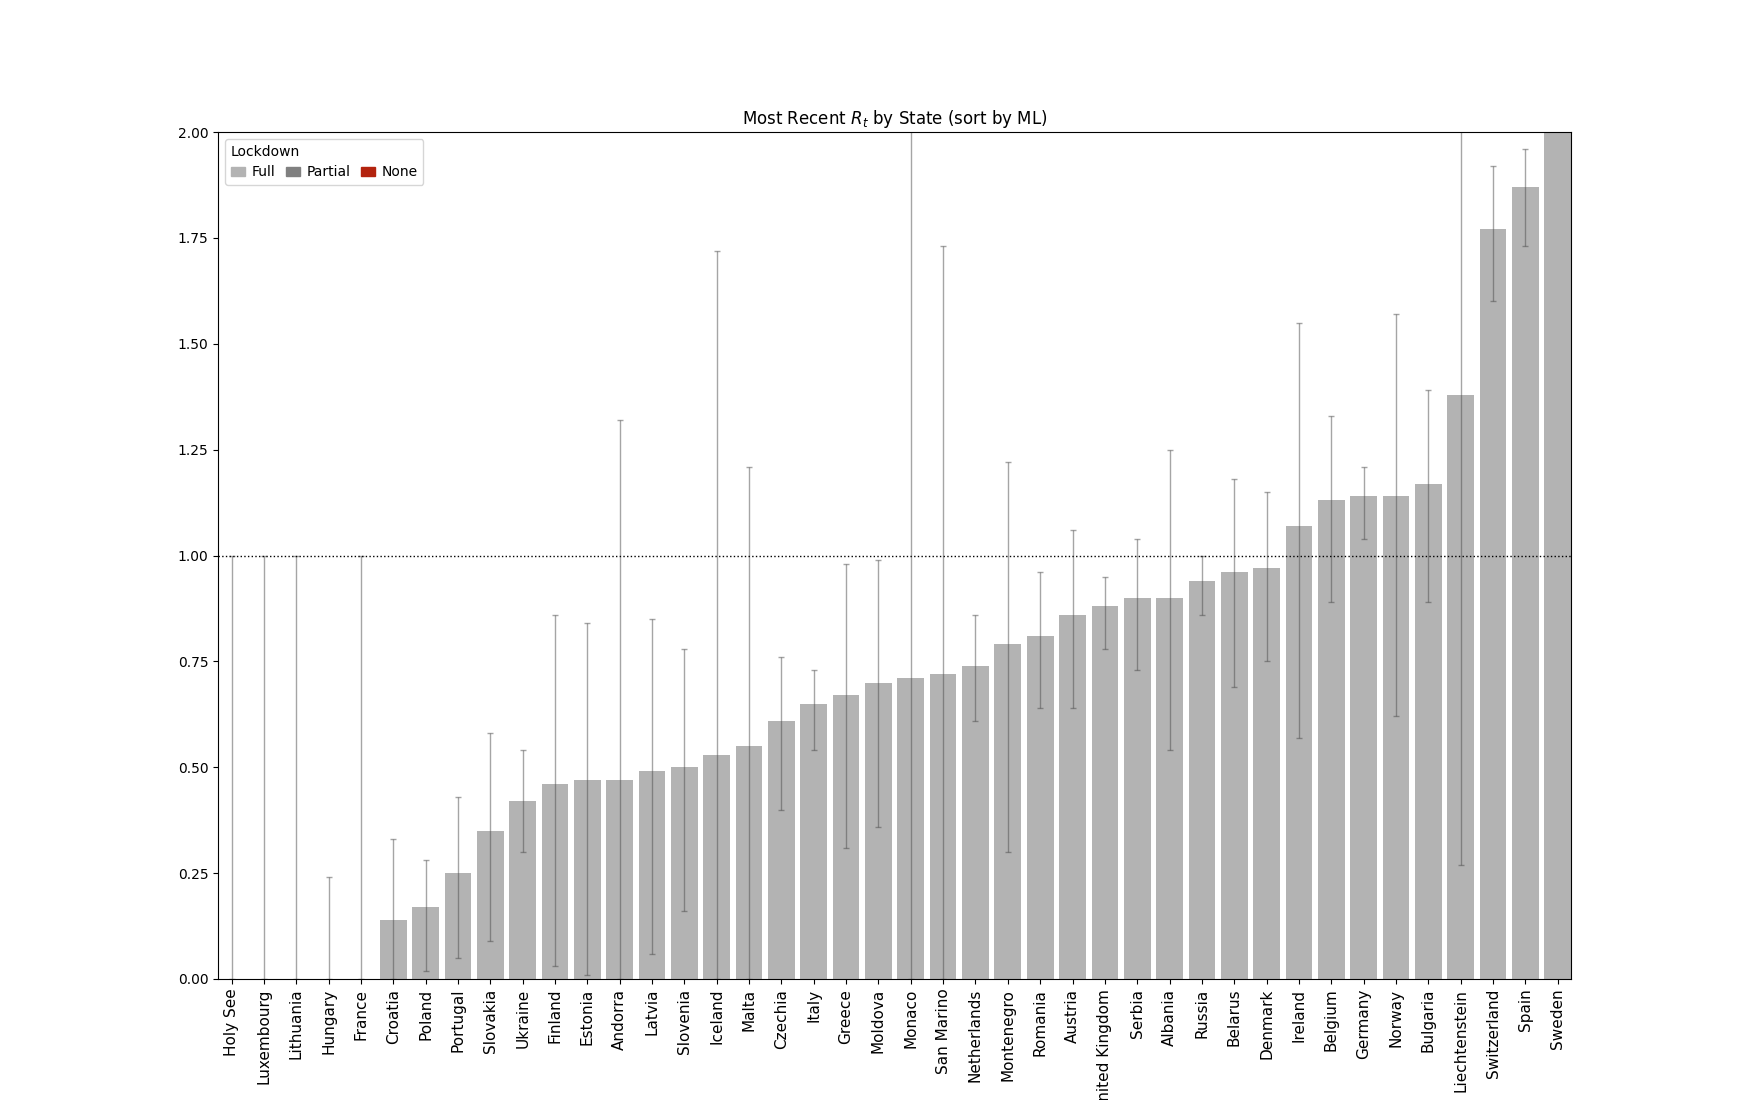 Most Recent Rt by State (sort by ML)
2.00
Lockdown
Full Partial None
1.75
1.50
1.25
1.00
0.75
0.50
0.25
0.00
Holy See
Luxembourg
Lithuania
Hungary
France
Croatia
Poland
Portugal
Slovakia
Ukraine
Finland
Estonia
Andorra
Latvia
Slovenia
Iceland
Malta
Czechia
Italy
Greece
Moldova
Monaco
San Marino
Netherlands
Montenegro
Romania
Austria
nited Kingdom
Serbia
Albania
Russia
Belarus
Denmark
Ireland
Belgium
Germany
Norway
Bulgaria
Liechtenstein
Switzerland
Spain
Sweden